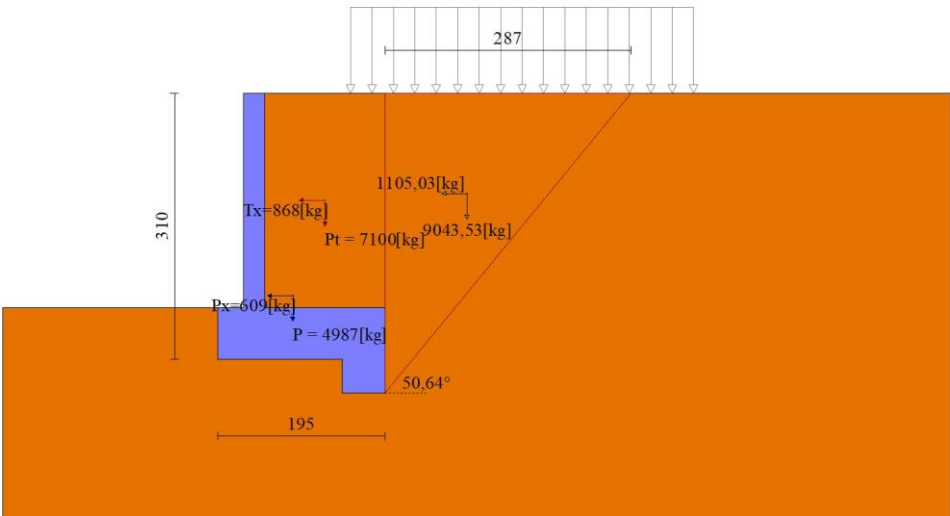 287
1105,03[kg]
Tx=868[kg]
9043,53[kg]
Pt = 7100[kg]
310
Px=609[kg]
P = 4987[kg]
50,64°
195